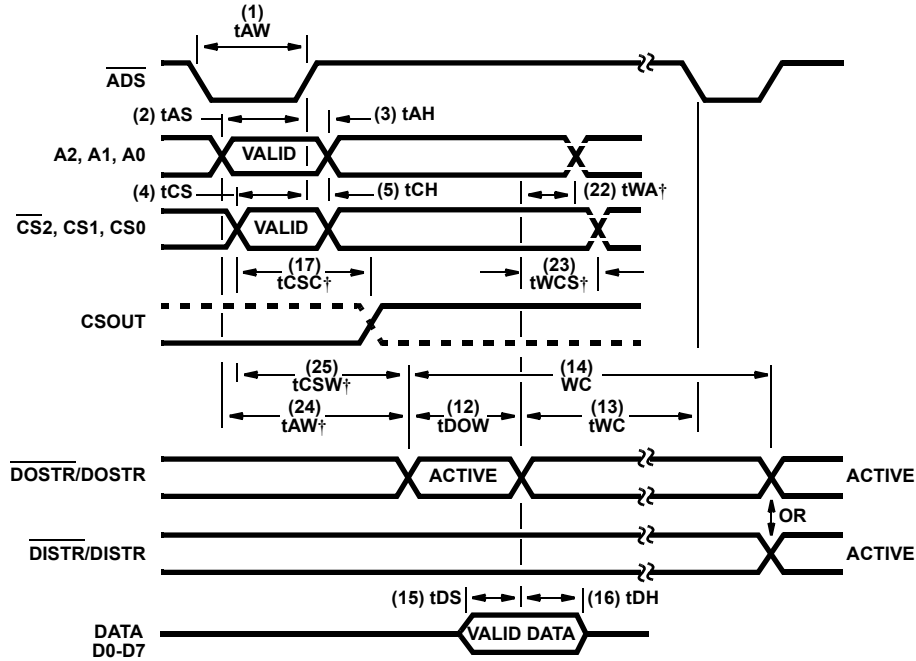 (1)
tAW
ADS
(2) tAS
(3) tAH
A2, A1, A0
VALID
(4) tCS
(5) tCH
(22) tWA†
CS2, CS1, CS0
VALID
(17)
tCSC†
(23)
tWCS†
CSOUT
(25)
tCSW†
(14)
WC
(24)
tAW†
(12)
tDOW
(13)
tWC
DOSTR/DOSTR
ACTIVE
ACTIVE
OR
DISTR/DISTR
ACTIVE
(15) tDS
(16) tDH
DATA
D0-D7
VALID DATA